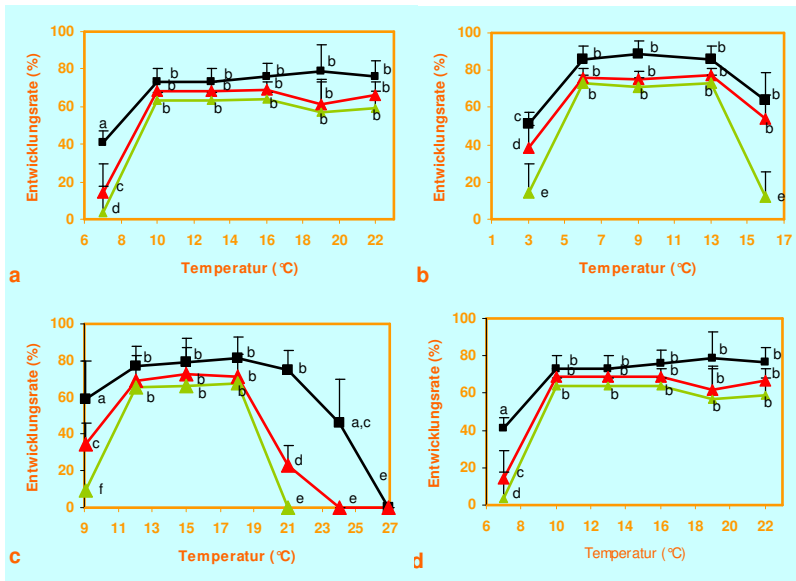 Entwicklungsrate (%)
100
80
60
40
20
0
a
b b b b b
b b b b b
b b b b b
c
d
6 8 10 12 14 16 18 20 22
Temperatur (°C)
a
Entwicklungsrate (%)
100
80
60
40
20
0
c
d
e
b b b b
b b b b
b b b
e
1 3 5 7 9 11 13 15 17
Temperatur (°C)
b
Entwicklungsrate (%)
100
80
60
40
20
0
a
c
f
b b b b
b b b
b b b
a,c
d
e
e
e
9 11 13 15 17 19 21 23 25 27
Temperatur (°C)
c
Entwicklungsrate (%)
100
80
60
40
20
0
a
b b b b b
b b b b b
b b b b b
c
d
6 8 10 12 14 16 18 20 22
Temperatur (°C)
d